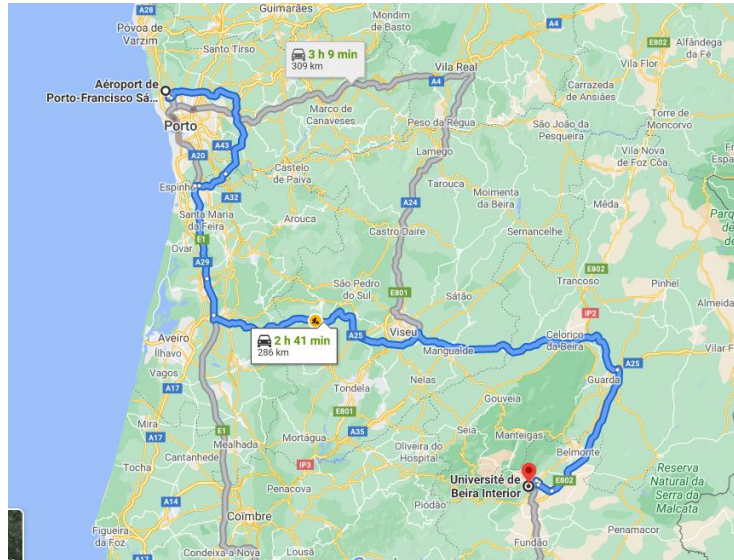 A28
Guimarães
Mondim
de Basto
A4
Póvoa de
Varzim
Santo Tirso
E802
Alfândega
da Fé
3 h 9 min
309 km
Vila Real
Vila Flor
Aéroport de
Porto-Francisco Sá...
A4
Carrazeda
de Ansiães
Marco de
Canaveses
Peso da Régua
Torre de
Moncorvo
Porto
São João da
Pesqueira
A43
Lamego
Vila Nova
de Foz Côa
A20
Castelo
de Paiva
Tarouca
Espinho
A32
Moimenta
da Beira
Santa Maria
da Feira
Arouca
A24
Mêda
Castro Daire
Sernancelhe
E1
Ovar
A29
E802
São Pedro
do Sul
E801
Sátão
Trancoso
Pinhel
IP2
Almeida
Aveiro
Viseu
Celorico
da Beira
2 h 41 min
286 km
A25
Ílhavo
Mangualde
A25
Vilar F
Vagos
Nelas
Guarda
A17
Tondela
Gouveia
E801
Mira
E1
A35
Seia
Manteigas
A17
Mortágua
Oliveira do
Hospital
Belmonte
Cantanhede
Mealhada
IP3
Tocha
Université de
Beira Interior
E802
Reserva
Natural da
Serra da
Malcata
Penacova
Piódão
A14
Coïmbre
Figueira
da Foz
Fundão
Penamacor
Condeixa-a-Nova
Lousã
A17